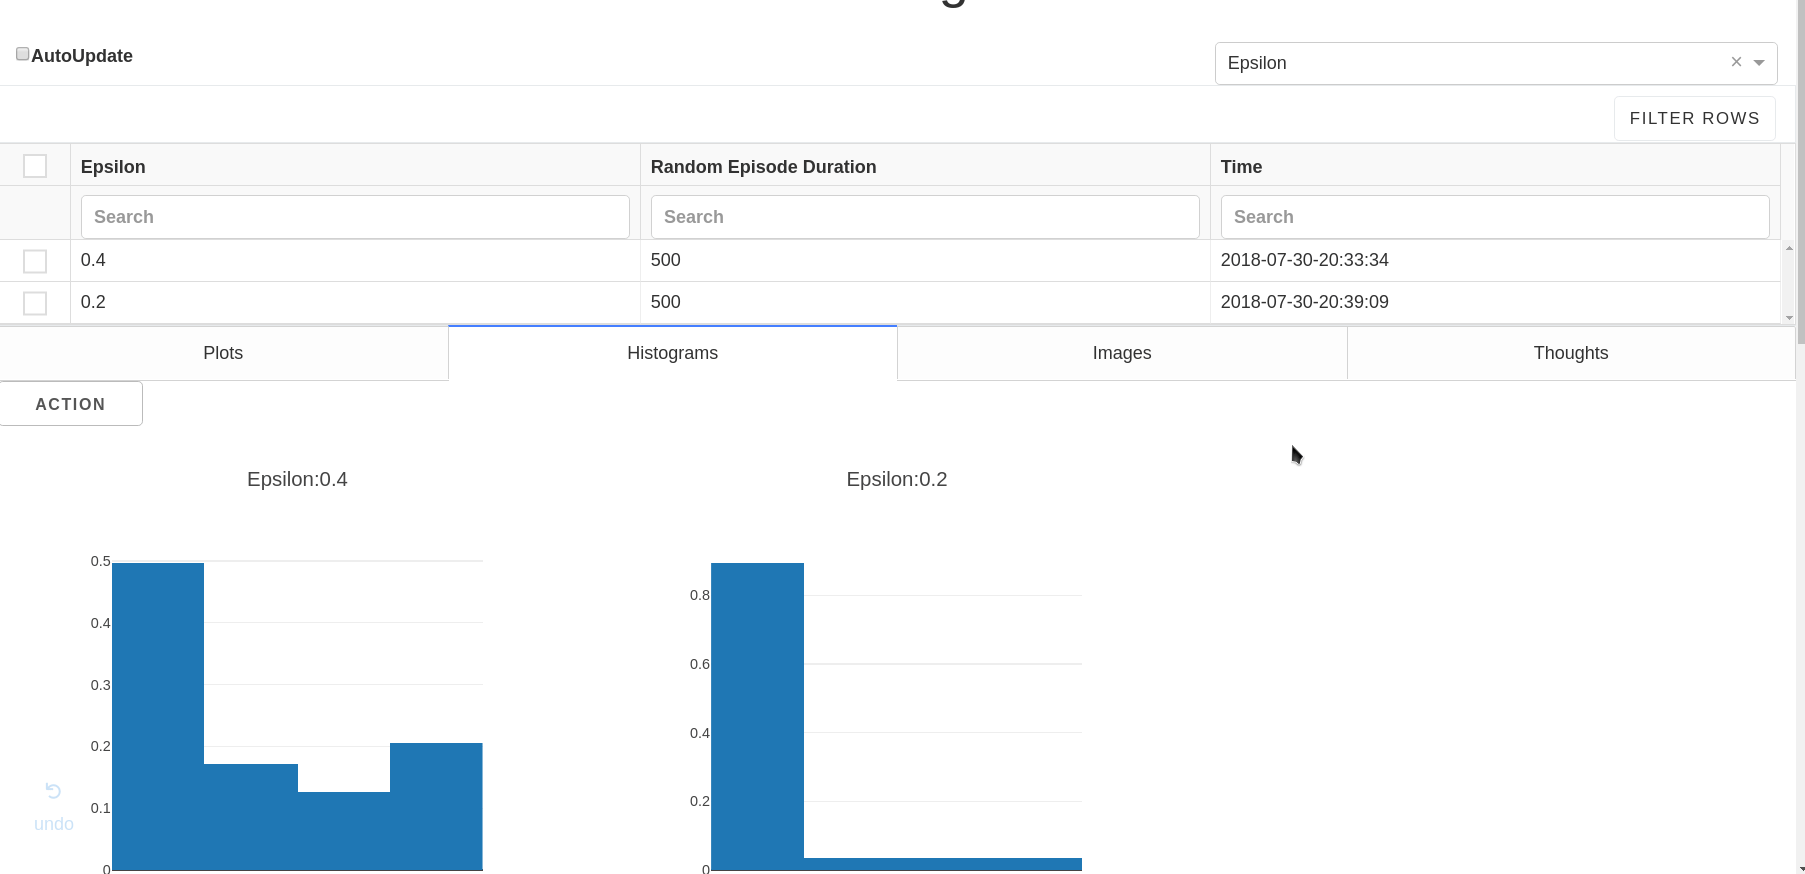 AutoUpdate
Epsilon × 
FILTER ROWS
Epsilon Random Episode Duration Time
Search Search Search
0.4 500 2018-07-30-20:33:34
0.2 500 2018-07-30-20:39:09
Plots Histograms Images Thoughts
ACTION
Epsilon:0.4
0.5
0.4
0.3
0.2
0.1
0
Epsilon:0.2
0.8
0.6
0.4
0.2
0
undo